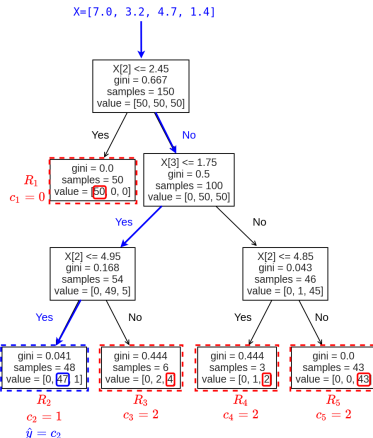 X=[7.0, 3.2, 4.7, 1.4]
X[2] <= 2.45
gini = 0.667
samples = 150
value = [50, 50, 50]
Yes
No
R₁
c₁ = 0
gini = 0.0
samples = 50
value = [50, 0, 0]
X[3] <= 1.75
gini = 0.5
samples = 100
value = [0, 50, 50]
Yes
No
X[2] <= 4.95
gini = 0.168
samples = 54
value = [0, 49, 5]
X[2] <= 4.85
gini = 0.043
samples = 46
value = [0, 1, 45]
Yes
No
Yes
No
gini = 0.041
samples = 48
value = [0, 47, 1]
gini = 0.444
samples = 6
value = [0, 2, 4]
gini = 0.444
samples = 3
value = [0, 1, 2]
gini = 0.0
samples = 43
value = [0, 0, 43]
R₂
c₂ = 1
ŷ = c₂
R₃
c₃ = 2
R₄
c₄ = 2
R₅
c₅ = 2